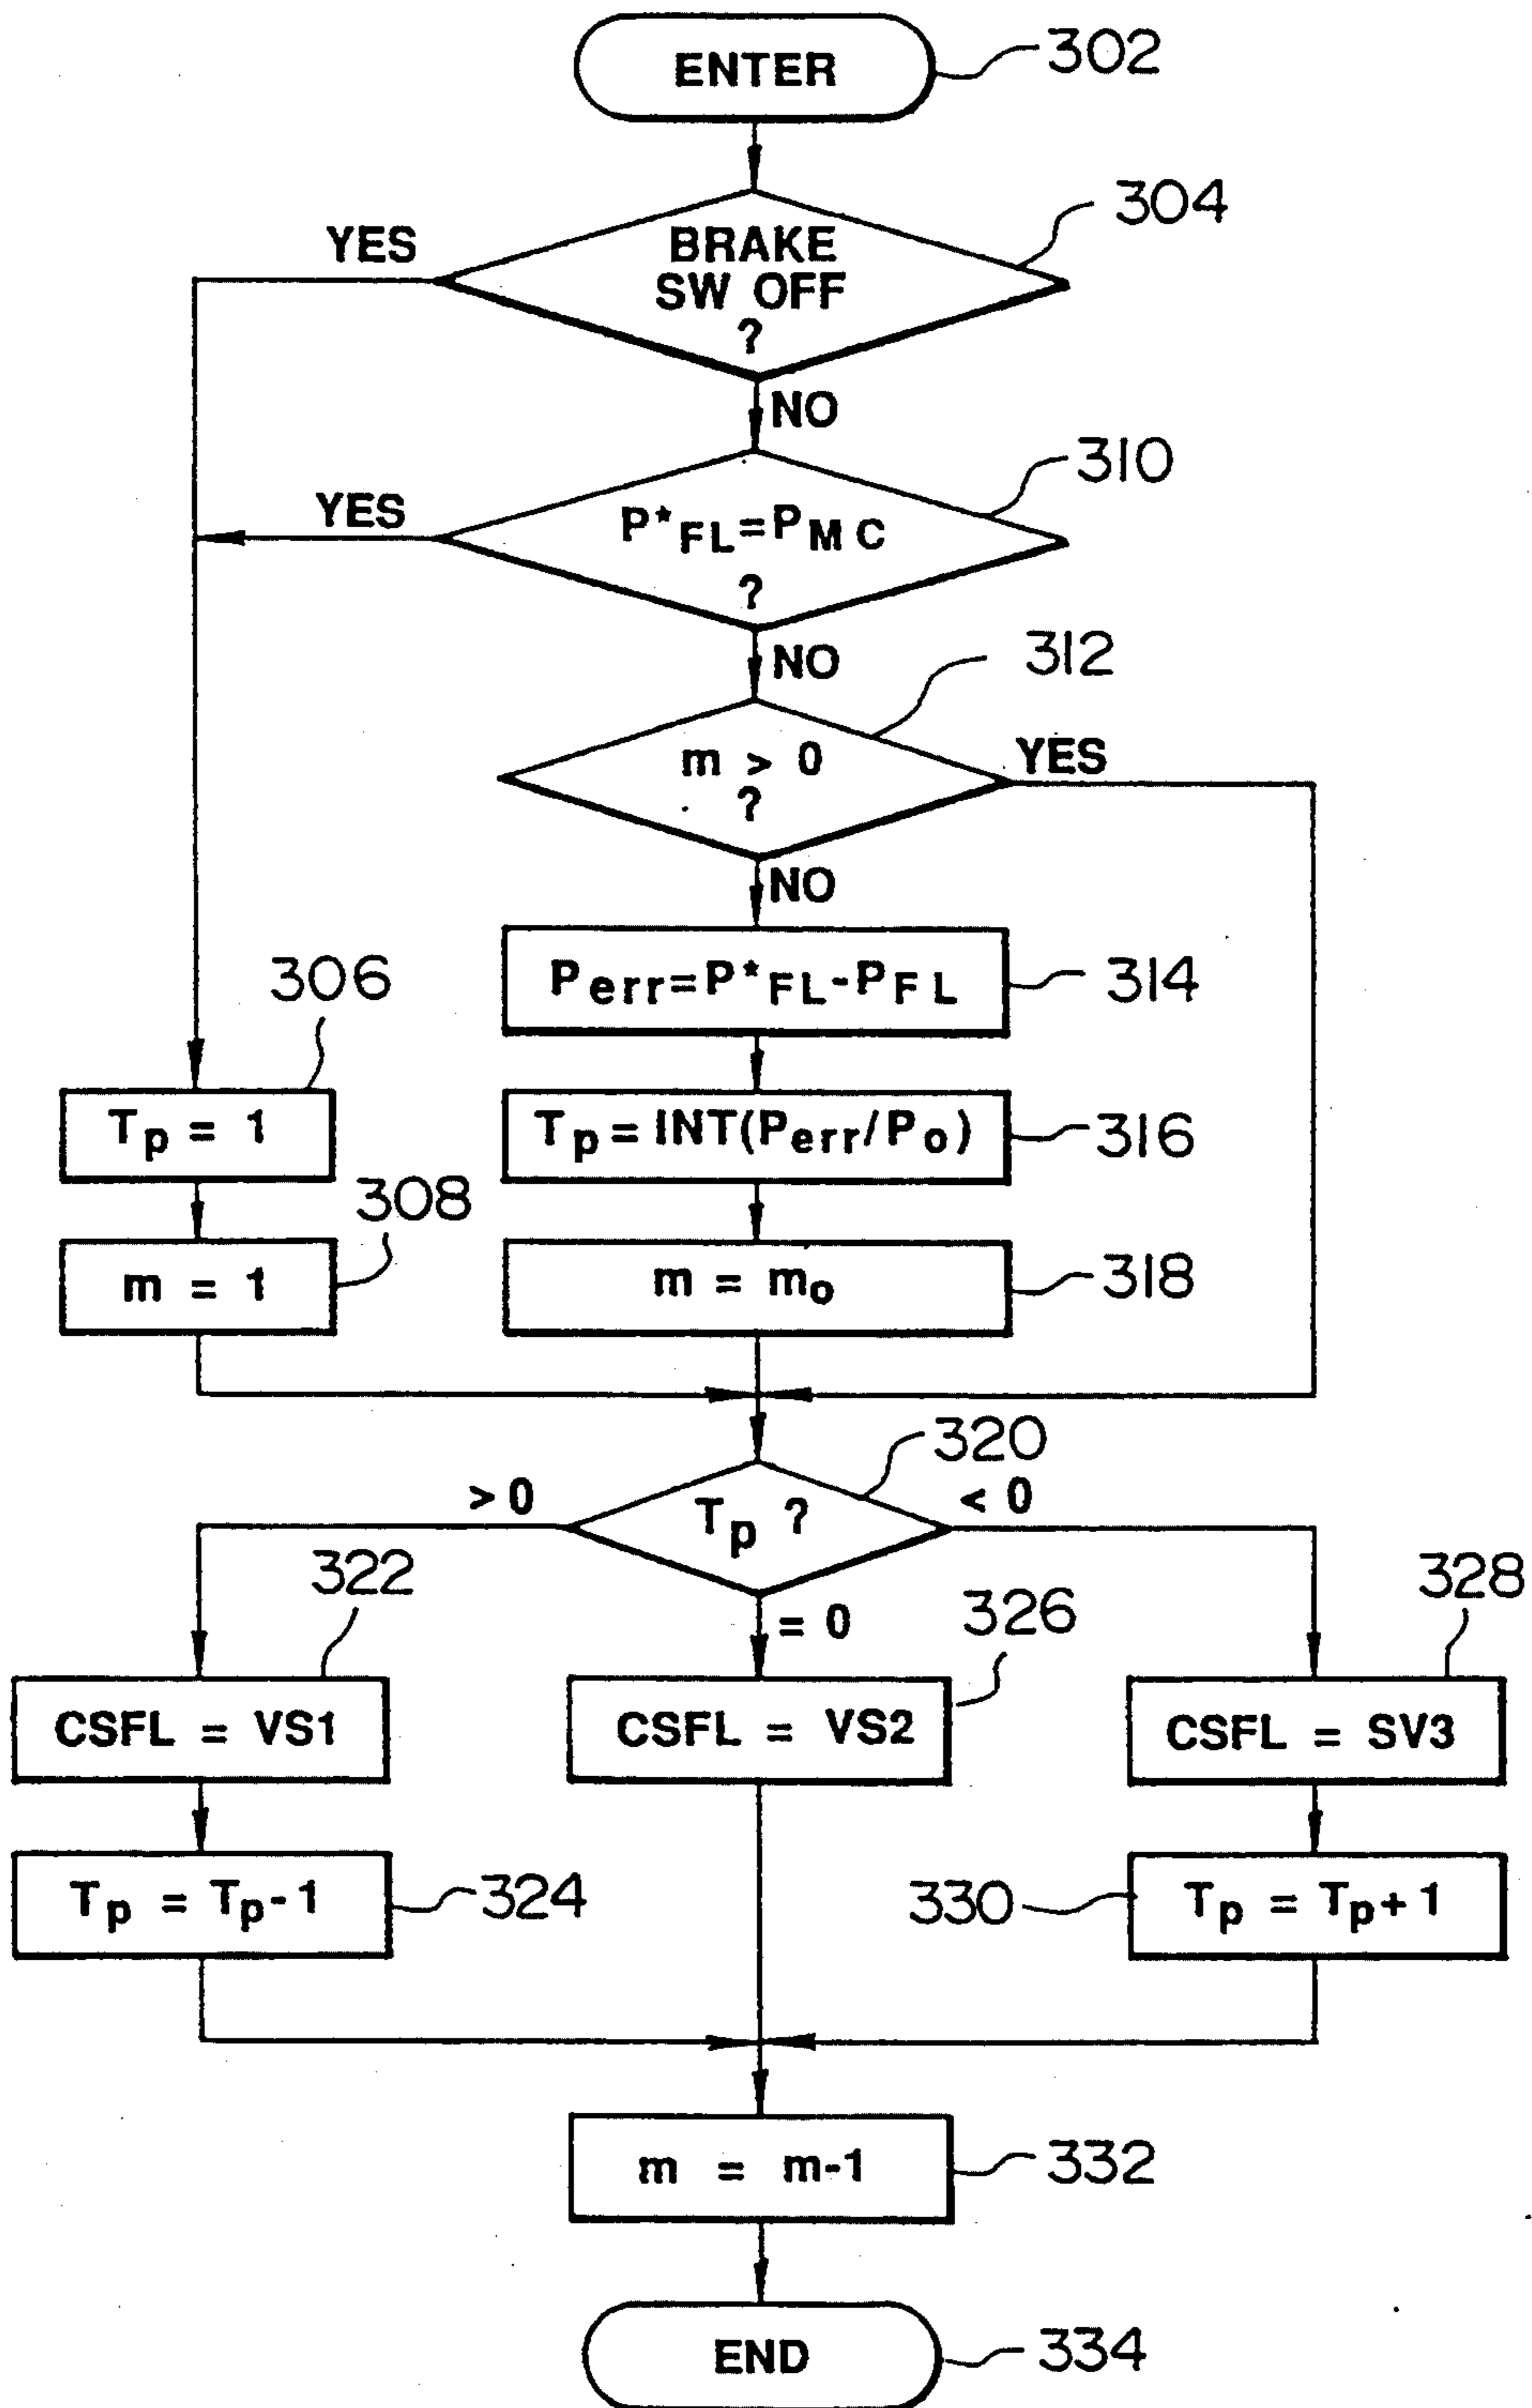 ENTER
302
304
YES
BRAKE
SW OFF
?
NO
310
YES
P*FL=PMC
?
NO
312
m > 0
?
YES
NO
306
Perr=P*FL-PFL
314
Tp = 1
Tp = INT(Perr/Po)
316
308
m = 1
m = mo
318
320
> 0
Tp ?
< 0
322
= 0
326
328
CSFL = VS1
CSFL = VS2
CSFL = SV3
Tp = Tp-1
324
330
Tp = Tp+1
m = m-1
332
END
334